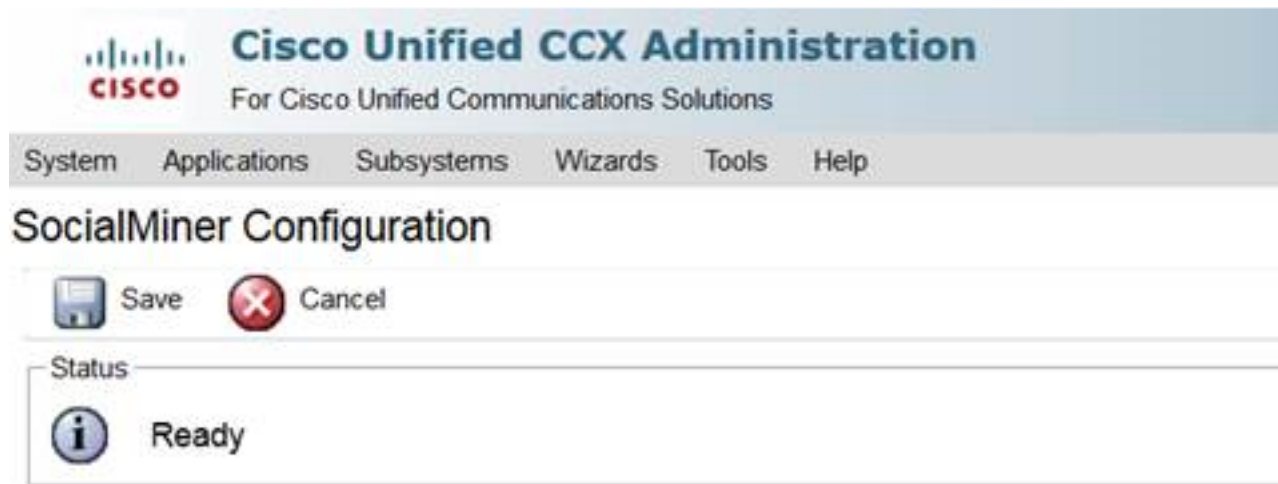 CISCO
Cisco Unified CCX Administration
For Cisco Unified Communications Solutions
System Applications Subsystems Wizards Tools Help
SocialMiner Configuration
Save Cancel
Status
i Ready